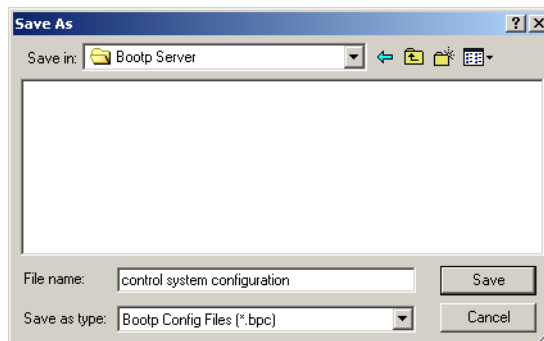 Save As
Save in: Bootp Server
File name: control system configuration Save
Save as type: Bootp Config Files (*.bpc) Cancel